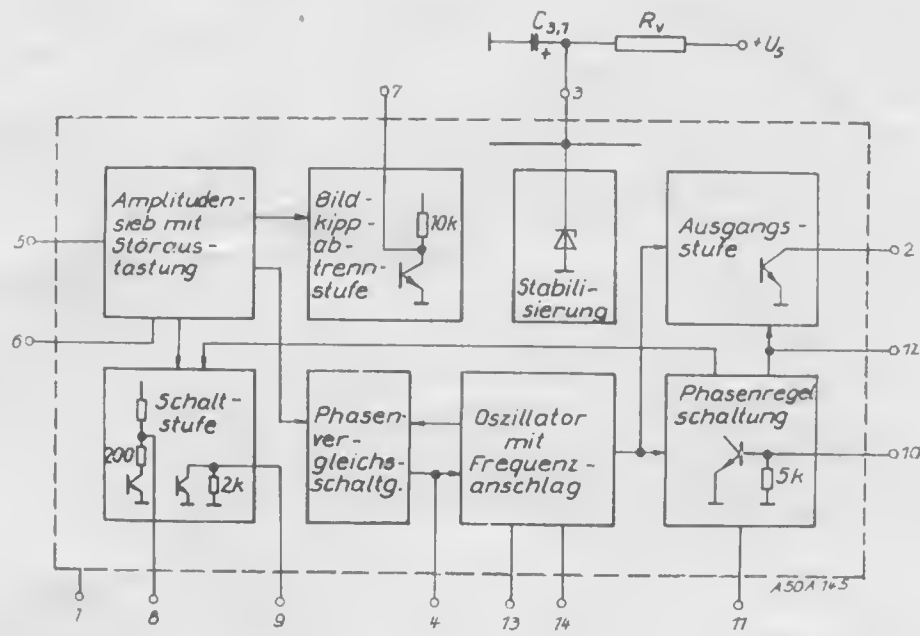 C3,1
Rv
+Us
7
3
Amplituden-
sieb mit
Störaus-
tastung
Bild-
kipp-
ab-
trenn-
stufe
10k
Stabili-
sierung
Ausgangs-
stufe
5
2
6
12
Schalt-
stufe
200
2k
Phasen-
ver-
gleichs-
schaltg.
Oszillator
mit
Frequenz-
anschlag
Phasenregel
schaltung
5k
10
A50A 145
1
8
9
4
13
14
11